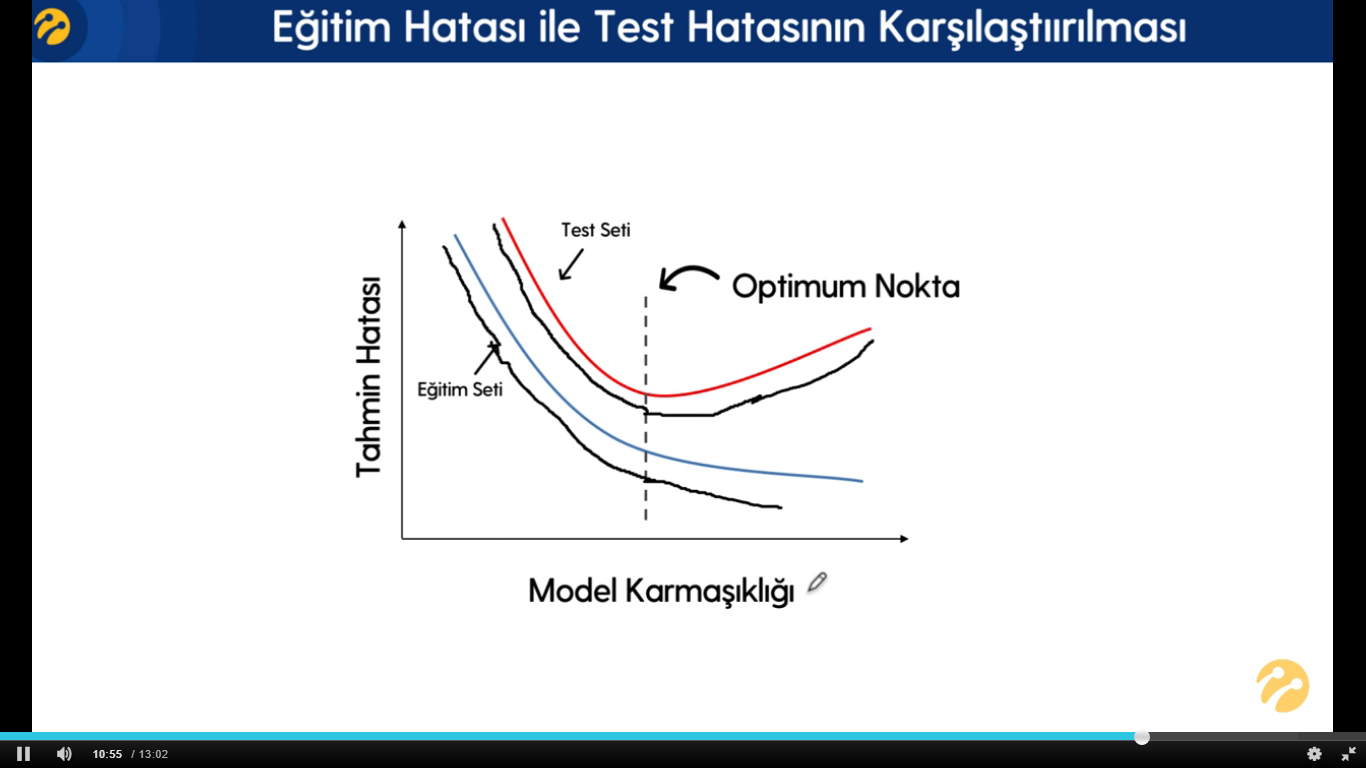 Eğitim Hatası ile Test Hatasının Karşılaştıırılması
Test Seti
Optimum Nokta
Eğitim Seti
Tahmin Hatası
Model Karmaşıklığı
10:55 / 13:02